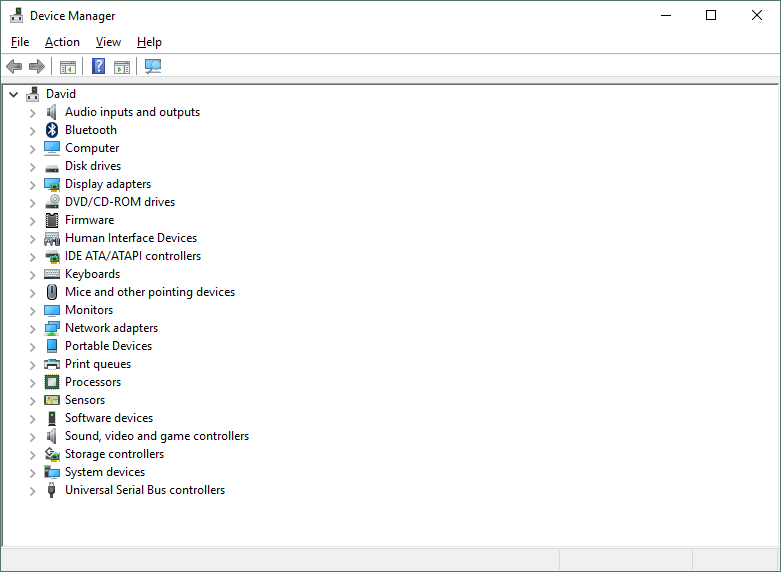 Device Manager
File Action View Help
David
Audio inputs and outputs
Bluetooth
Computer
Disk drives
Display adapters
DVD/CD-ROM drives
Firmware
Human Interface Devices
IDE ATA/ATAPI controllers
Keyboards
Mice and other pointing devices
Monitors
Network adapters
Portable Devices
Print queues
Processors
Sensors
Software devices
Sound, video and game controllers
Storage controllers
System devices
Universal Serial Bus controllers